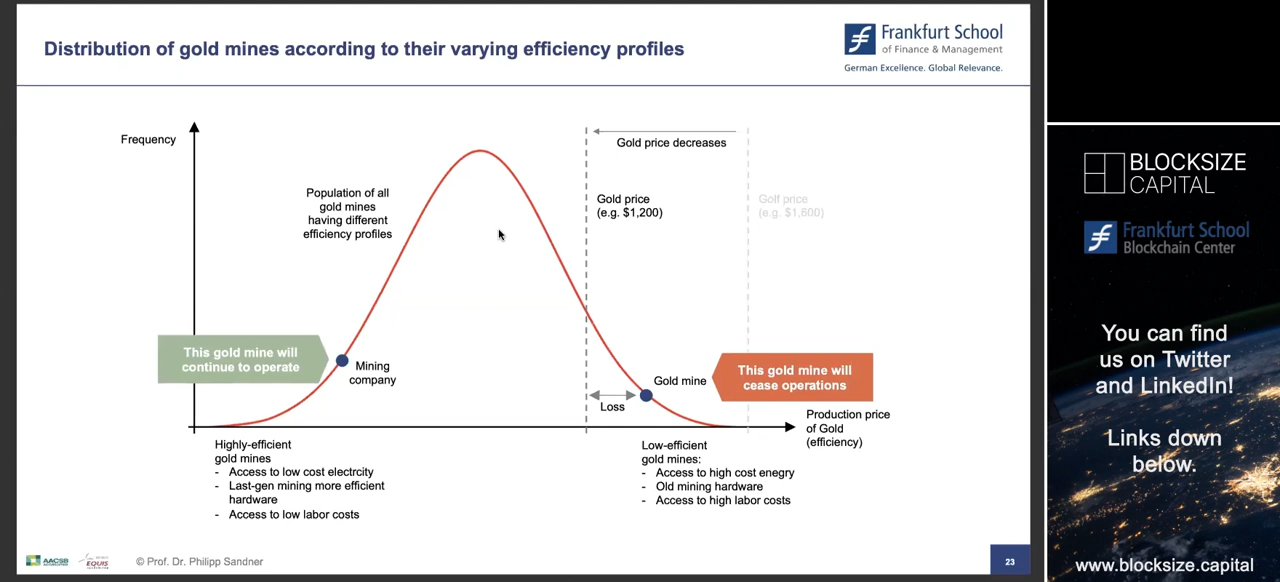 Distribution of gold mines according to their varying efficiency profiles
Frankfurt School
of Finance & Management
German Excellence. Global Relevance.
Frequency
Population of all
gold mines
having different
efficiency profiles
Gold price decreases
Gold price
(e.g. $1,200)
Golf price
(e.g. $1,800)
This gold mine will
continue to operate
Mining
company
Gold mine
Loss
This gold mine will
cease operations
Production price
of Gold
(efficiency)
Highly-efficient
gold mines
- Access to low cost electrcity
- Last-gen mining more efficient
hardware
- Access to low labor costs
Low-efficient
gold mines:
- Access to high cost enegry
- Old mining hardware
- Access to high labor costs
AACSB
EQUIS
© Prof. Dr. Philipp Sandner
23
BLOCKSIZE
CAPITAL
Frankfurt School
Blockchain Center
You can find
us on Twitter
and LinkedIn!
Links down
below.
www.blocksize.capital